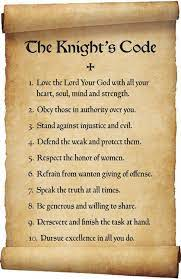 The Knight's Code
1. Love the Lord Your God with all your
heart, soul, mind and strength.
2. Obey those in authority over you.
3. Stand against injustice and evil.
4. Defend the weak and protect them.
5. Respect the honor of women.
6. Refrain from wanton giving of offense.
7. Speak the truth at all times.
8. Be generous and willing to share.
9. Persevere and finish the task at hand.
10. Pursue excellence in all you do.